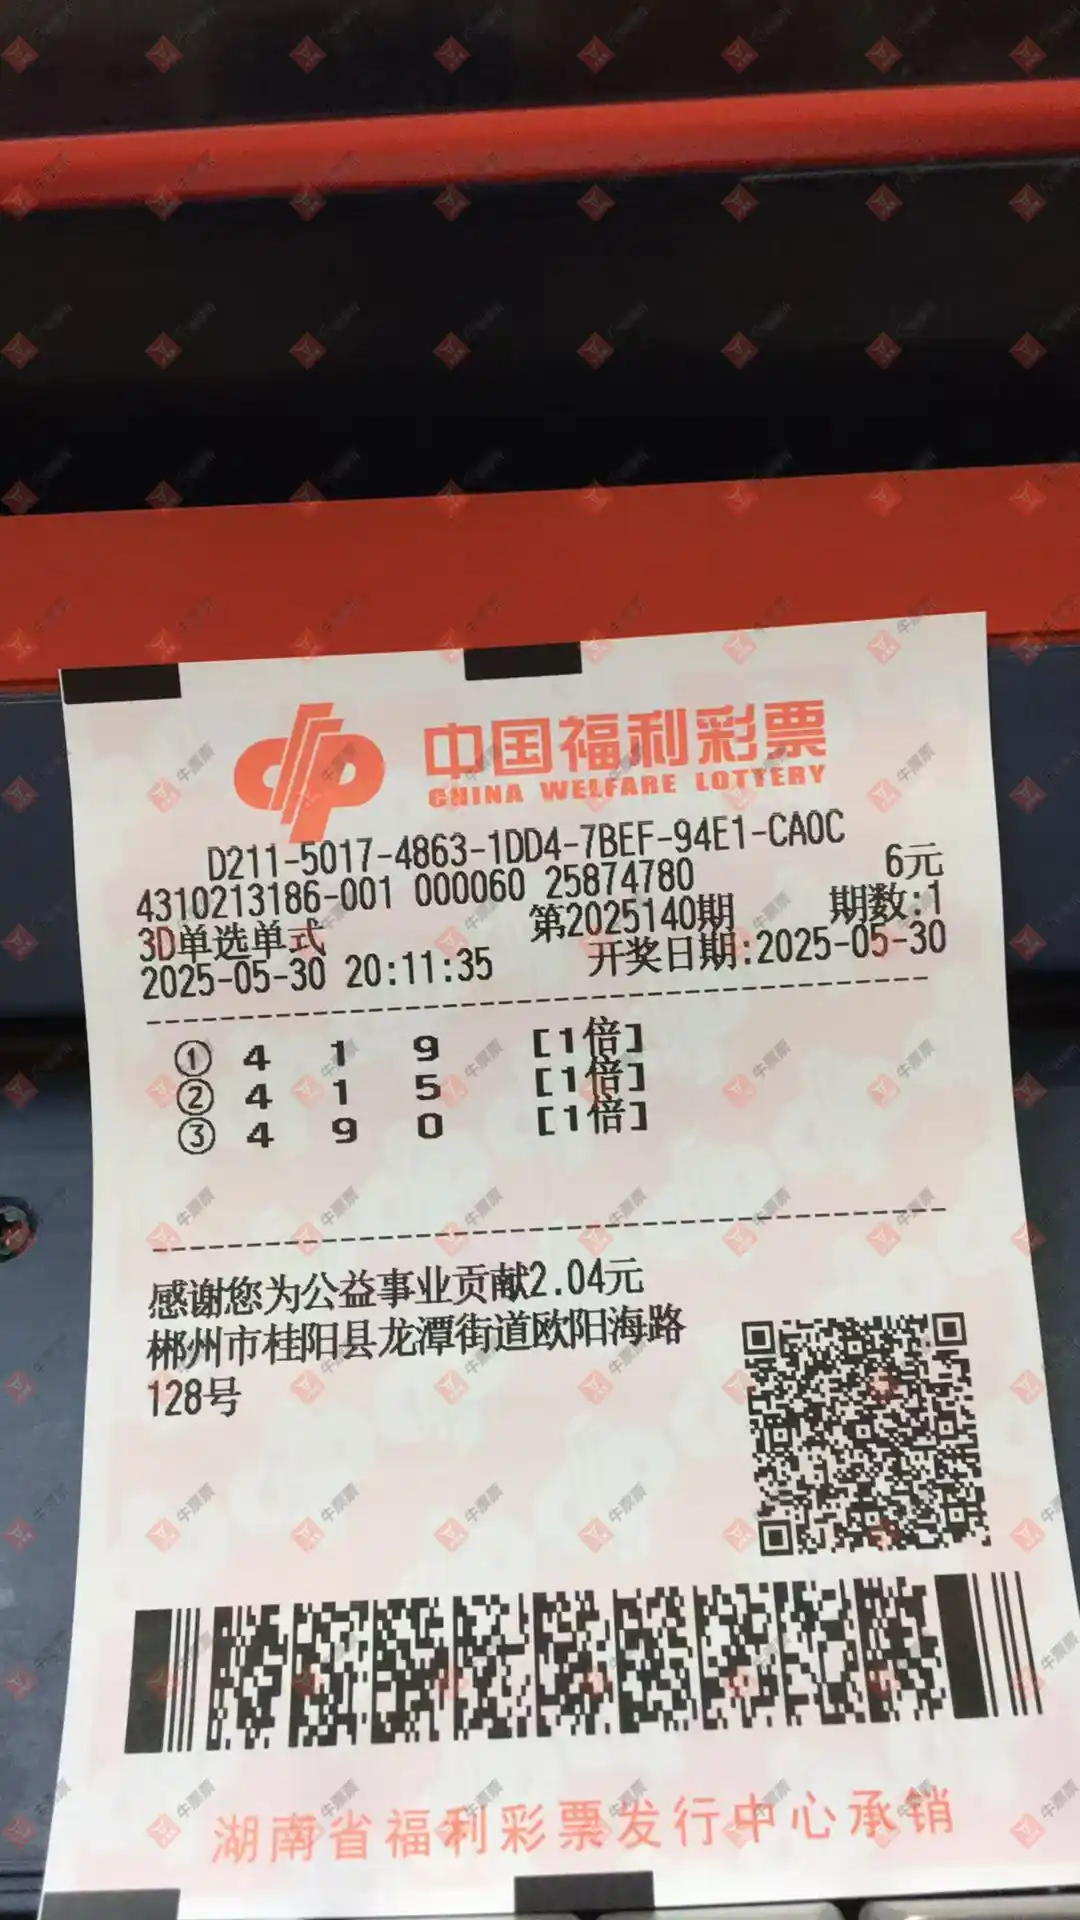 中国福利彩票
CHINA WELFARE LOTTERY
D211-5017-4863-1DD4-7BEF-94E1-CA0C
4310213186-001 000060 25874780 6元
3D单选单式 第2025140期 期数:1
2025-05-30 20:11:35 开奖日期:2025-05-30
① 4 1 9 [1倍]
② 4 1 5 [1倍]
③ 4 9 0 [1倍]
感谢您为公益事业贡献2.04元
郴州市桂阳县龙潭街道欧阳海路
128号
湖南省福利彩票发行中心承销
牛票票